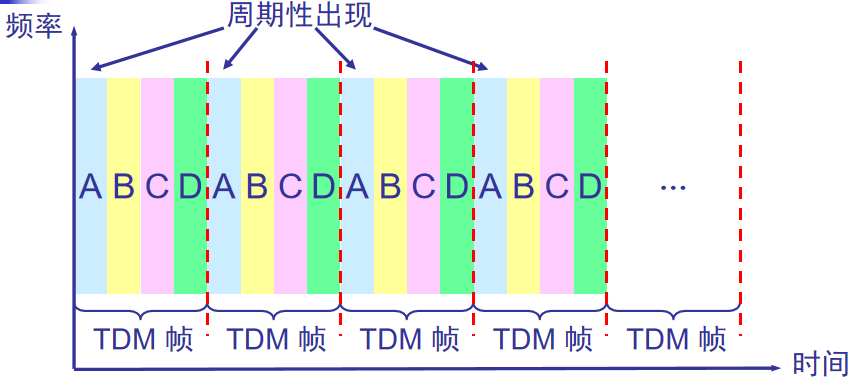 频率
周期性出现
A B C D A B C D A B C D A B C D ...
TDM 帧 TDM 帧 TDM 帧 TDM 帧 TDM 帧
时间